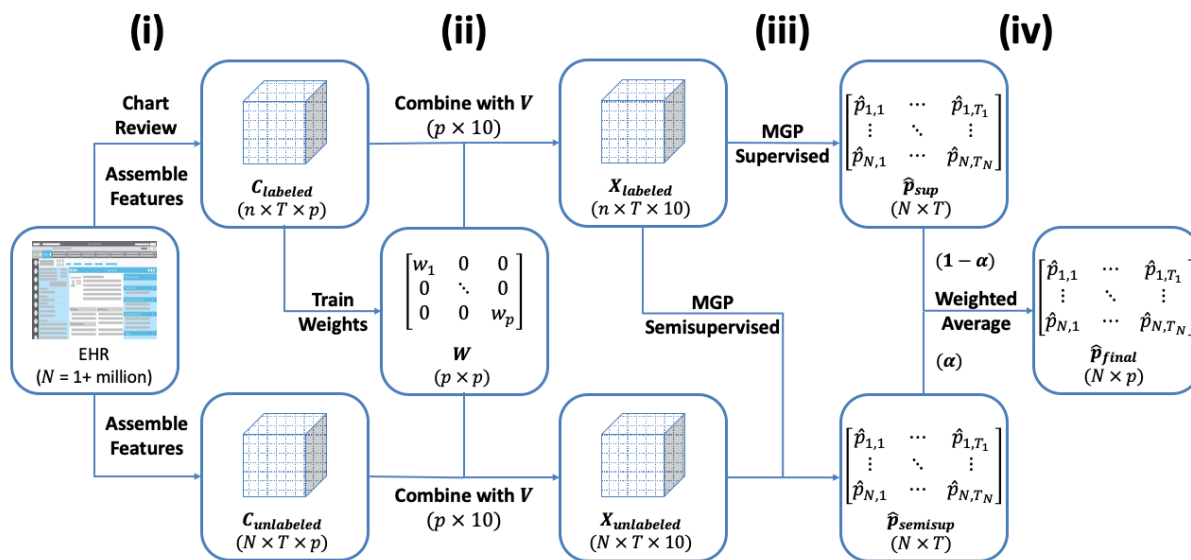 (i)
(ii)
(iii)
(iv)
Chart
Review
Assemble
Features
C_labeled
(n × T × p)
Combine with V
(p × 10)
X_labeled
(n × T × 10)
MGP
Supervised
[p̂_1,1 ⋯ p̂_1,T_1
⋮ ⋱ ⋮
p̂_N,1 ⋯ p̂_N,T_N]
p̂_sup
(N × T)
EHR
(N = 1+ million)
Train
Weights
[w_1 0 0
0 ⋱ 0
0 0 w_p]
W
(p × p)
MGP
Semisupervised
(1 − α)
Weighted
Average
(α)
[p̂_1,1 ⋯ p̂_1,T_1
⋮ ⋱ ⋮
p̂_N,1 ⋯ p̂_N,T_N]
p̂_final
(N × p)
Assemble
Features
C_unlabeled
(N × T × p)
Combine with V
(p × 10)
X_unlabeled
(N × T × 10)
[p̂_1,1 ⋯ p̂_1,T_1
⋮ ⋱ ⋮
p̂_N,1 ⋯ p̂_N,T_N]
p̂_semisup
(N × T)